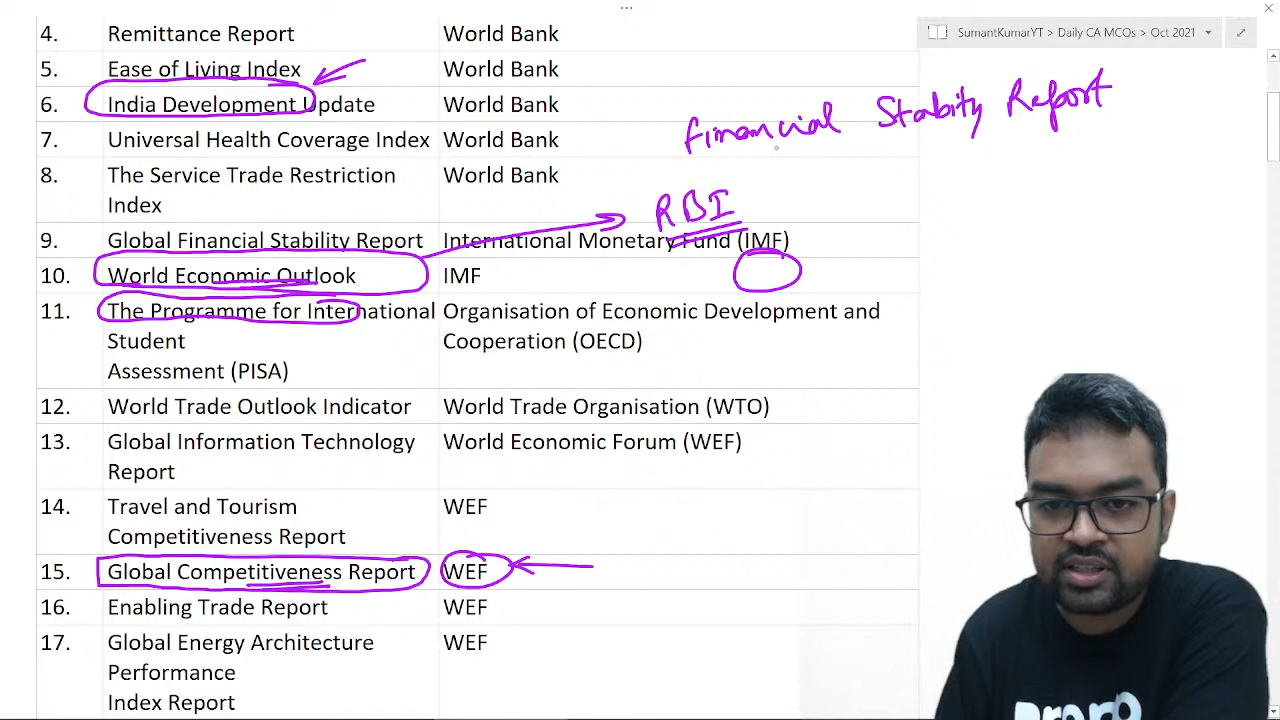 ...
SumantKumarYT > Daily CA MCQs > Oct 2021
4. Remittance Report World Bank
5. Ease of Living Index World Bank
6. India Development Update World Bank
Financial Stabity Report
7. Universal Health Coverage Index World Bank
8. The Service Trade Restriction World Bank
Index
RBI
9. Global Financial Stability Report International Monetary Fund (IMF)
10. World Economic Outlook IMF
11. The Programme for International Organisation of Economic Development and
Student Cooperation (OECD)
Assessment (PISA)
12. World Trade Outlook Indicator World Trade Organisation (WTO)
13. Global Information Technology World Economic Forum (WEF)
Report
14. Travel and Tourism WEF
Competitiveness Report
15. Global Competitiveness Report WEF
16. Enabling Trade Report WEF
17. Global Energy Architecture WEF
Performance
Index Report